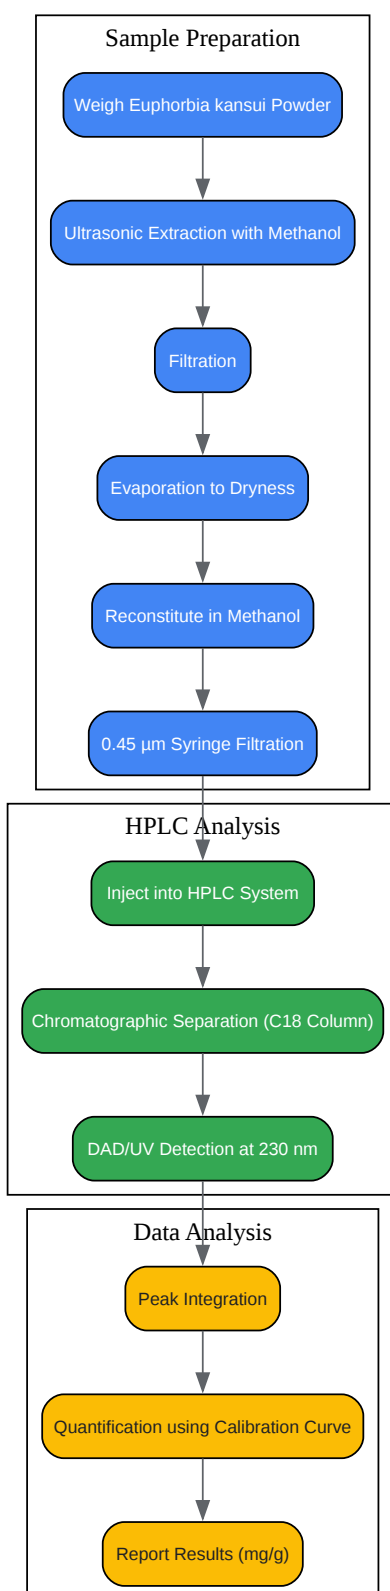 Sample Preparation
Weigh Euphorbia kansui Powder
Ultrasonic Extraction with Methanol
Filtration
Evaporation to Dryness
Reconstitute in Methanol
0.45 µm Syringe Filtration
HPLC Analysis
Inject into HPLC System
Chromatographic Separation (C18 Column)
DAD/UV Detection at 230 nm
Data Analysis
Peak Integration
Quantification using Calibration Curve
Report Results (mg/g)